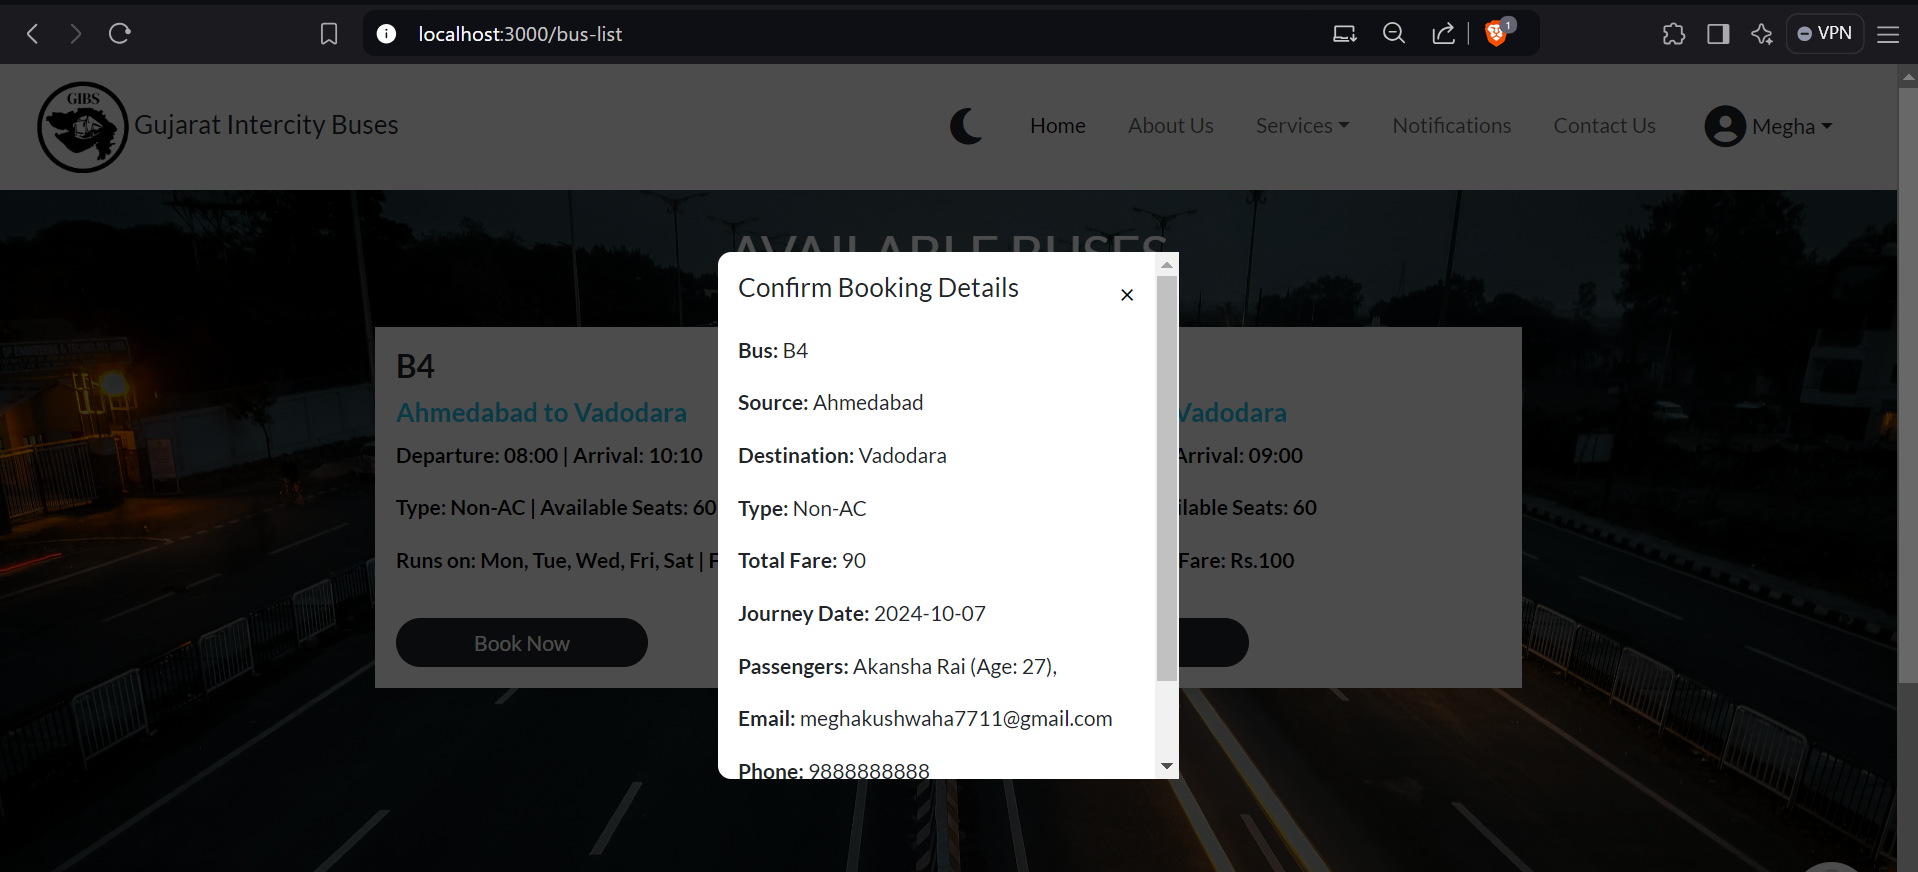 localhost:3000/bus-list
1
VPN
GIBS
Gujarat Intercity Buses
Home
About Us
Services
Notifications
Contact Us
Megha
AVAILABLE BUSES
B4
Ahmedabad to Vadodara
Departure: 08:00 | Arrival: 10:10
Type: Non-AC | Available Seats: 60
Runs on: Mon, Tue, Wed, Fri, Sat | F
Book Now
Confirm Booking Details
×
Bus: B4
Source: Ahmedabad
Destination: Vadodara
Type: Non-AC
Total Fare: 90
Journey Date: 2024-10-07
Passengers: Akansha Rai (Age: 27),
Email: meghakushwaha7711@gmail.com
Phone: 9888888888
Vadodara
Arrival: 09:00
ilable Seats: 60
Fare: Rs.100